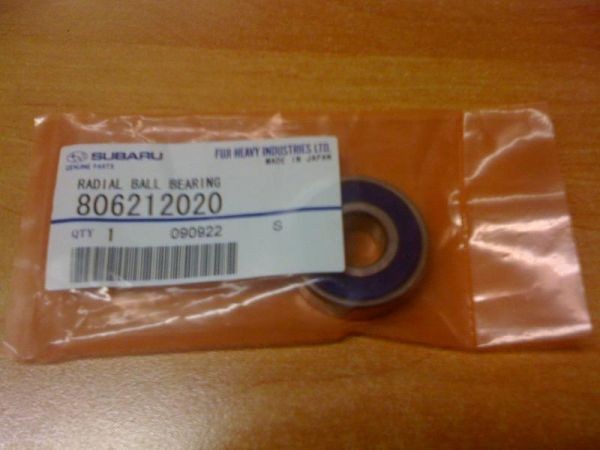 SUBARU
GENUINE PARTS
FUJI HEAVY INDUSTRIES LTD.
MADE IN JAPAN
RADIAL BALL BEARING
806212020
QTY 1 090922 S